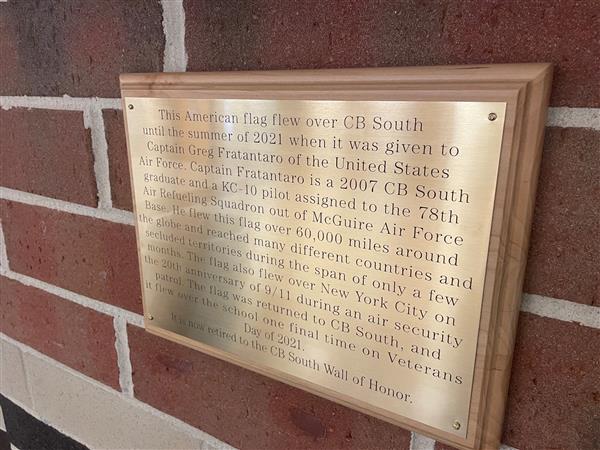 This American flag flew over CB South
until the summer of 2021 when it was given to
Captain Greg Fratantaro of the United States
Air Force. Captain Fratantaro is a 2007 CB South
graduate and a KC-10 pilot assigned to the 78th
Air Refueling Squadron out of McGuire Air Force
Base. He flew this flag over 60,000 miles around
the globe and reached many different countries and
secluded territories during the span of only a few
months. The flag also flew over New York City on
the 20th anniversary of 9/11 during an air security
patrol. The flag was returned to CB South, and
it flew over the school one final time on Veterans
Day of 2021.
It is now retired to the CB South Wall of Honor.